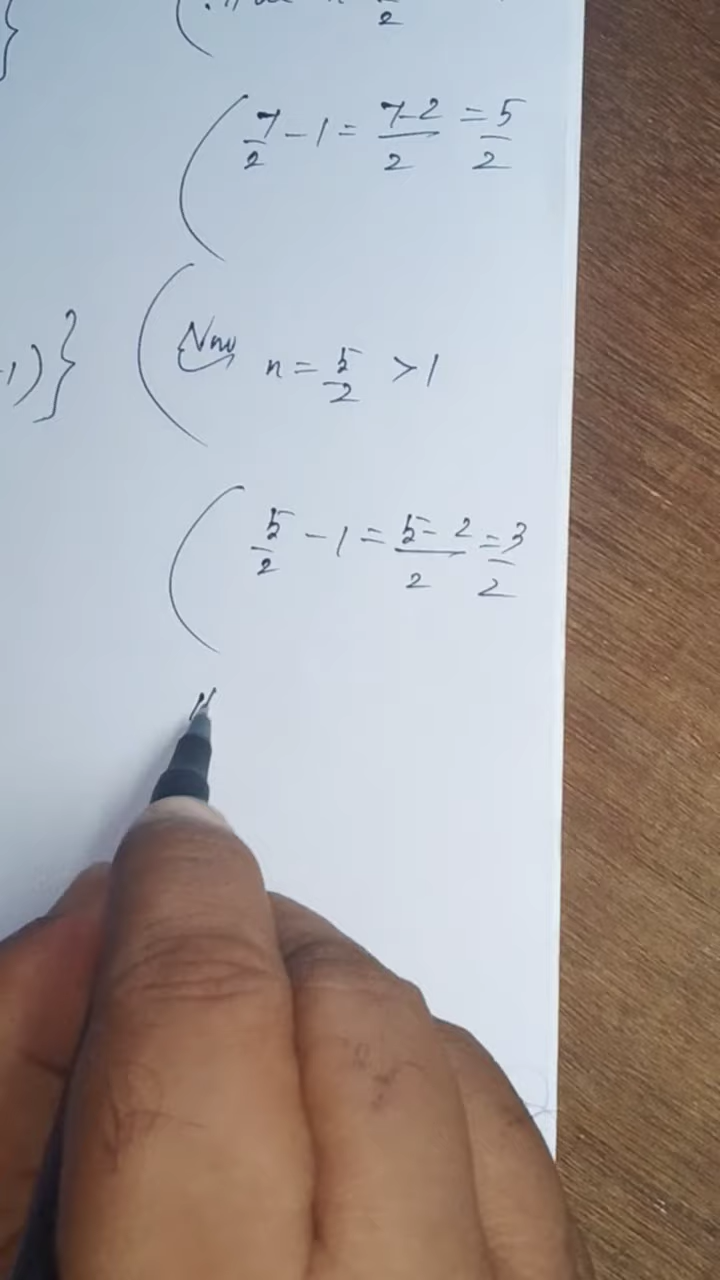 7/2 - 1 = 7-2/2 = 5/2
-1)}
Now n = 5/2 > 1
5/2 - 1 = 5-2/2 = 3/2